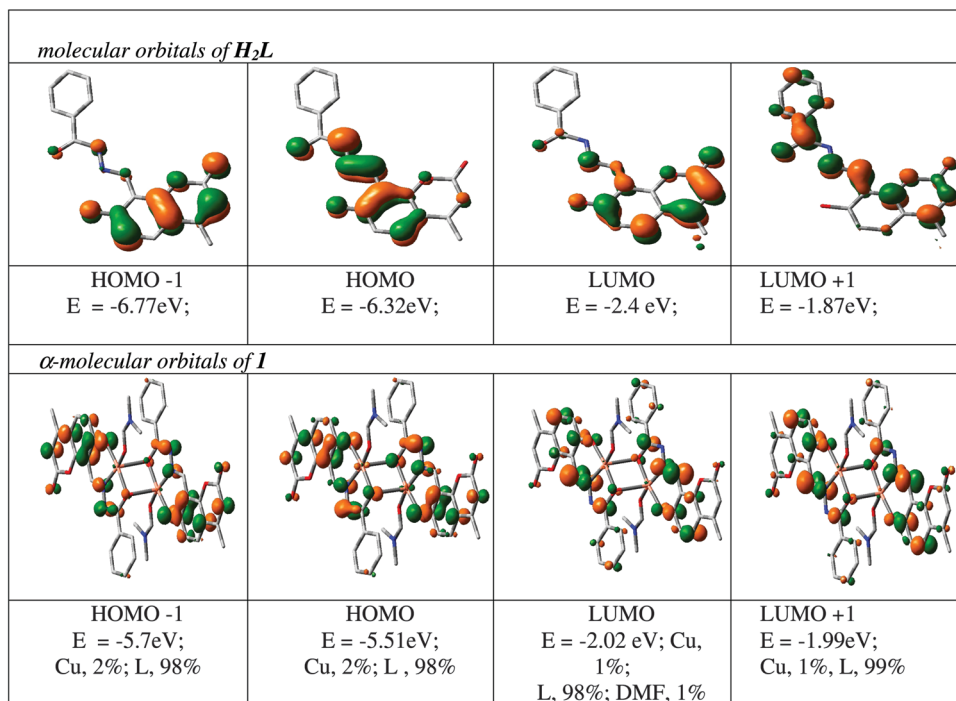 molecular orbitals of H₂L
HOMO -1
E = -6.77eV;
HOMO
E = -6.32eV;
LUMO
E = -2.4 eV;
LUMO +1
E = -1.87eV;
α-molecular orbitals of 1
HOMO -1
E = -5.7eV;
Cu, 2%; L, 98%
HOMO
E = -5.51eV;
Cu, 2%; L , 98%
LUMO
E = -2.02 eV; Cu,
1%;
L, 98%; DMF, 1%
LUMO +1
E = -1.99eV;
Cu, 1%, L, 99%